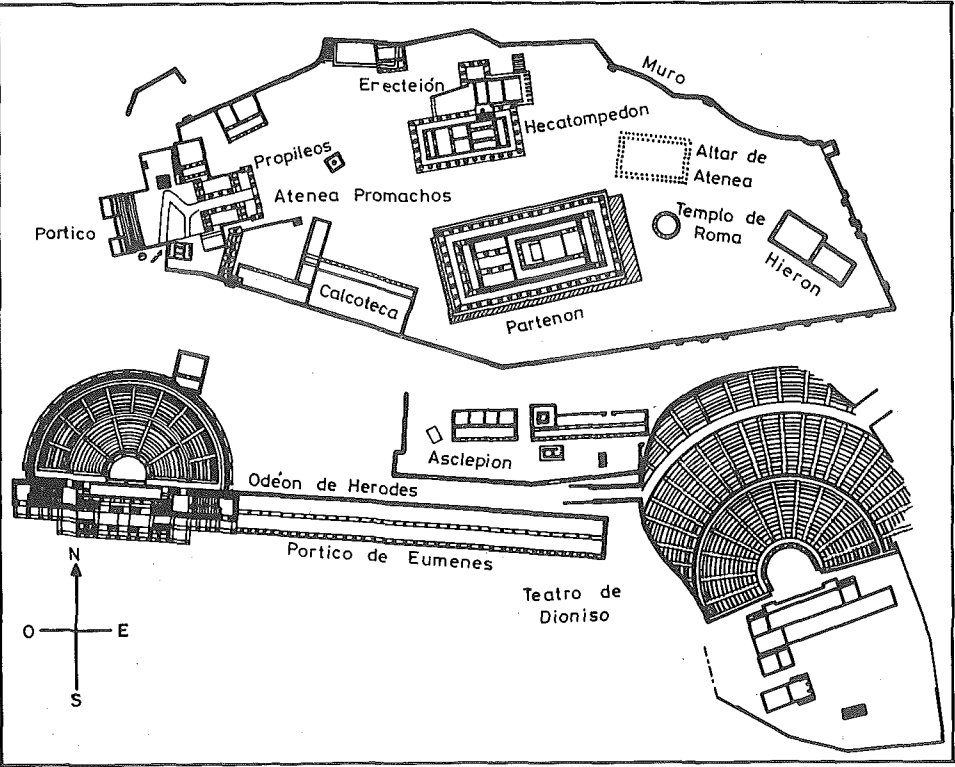 Muro
Erecteión
Hecatompedon
Propileos
Altar de
Atenea
Atenea Promachos
Templo de
Roma
Portico
Hieron
Calcoteca
Partenon
Asclepion
Odéon de Herodes
Portico de Eumenes
Teatro de
Dioniso
N
O
E
S